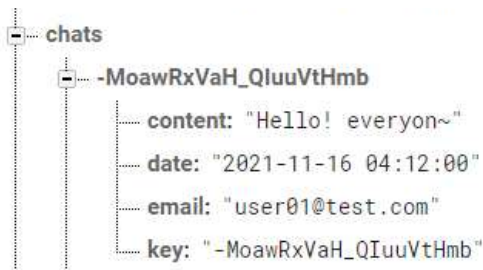 chats
-MoawRxVaH_QIuuVtHmb
content: "Hello! everyon~"
date: "2021-11-16 04:12:00"
email: "user01@test.com"
key: "-MoawRxVaH_QIuuVtHmb"